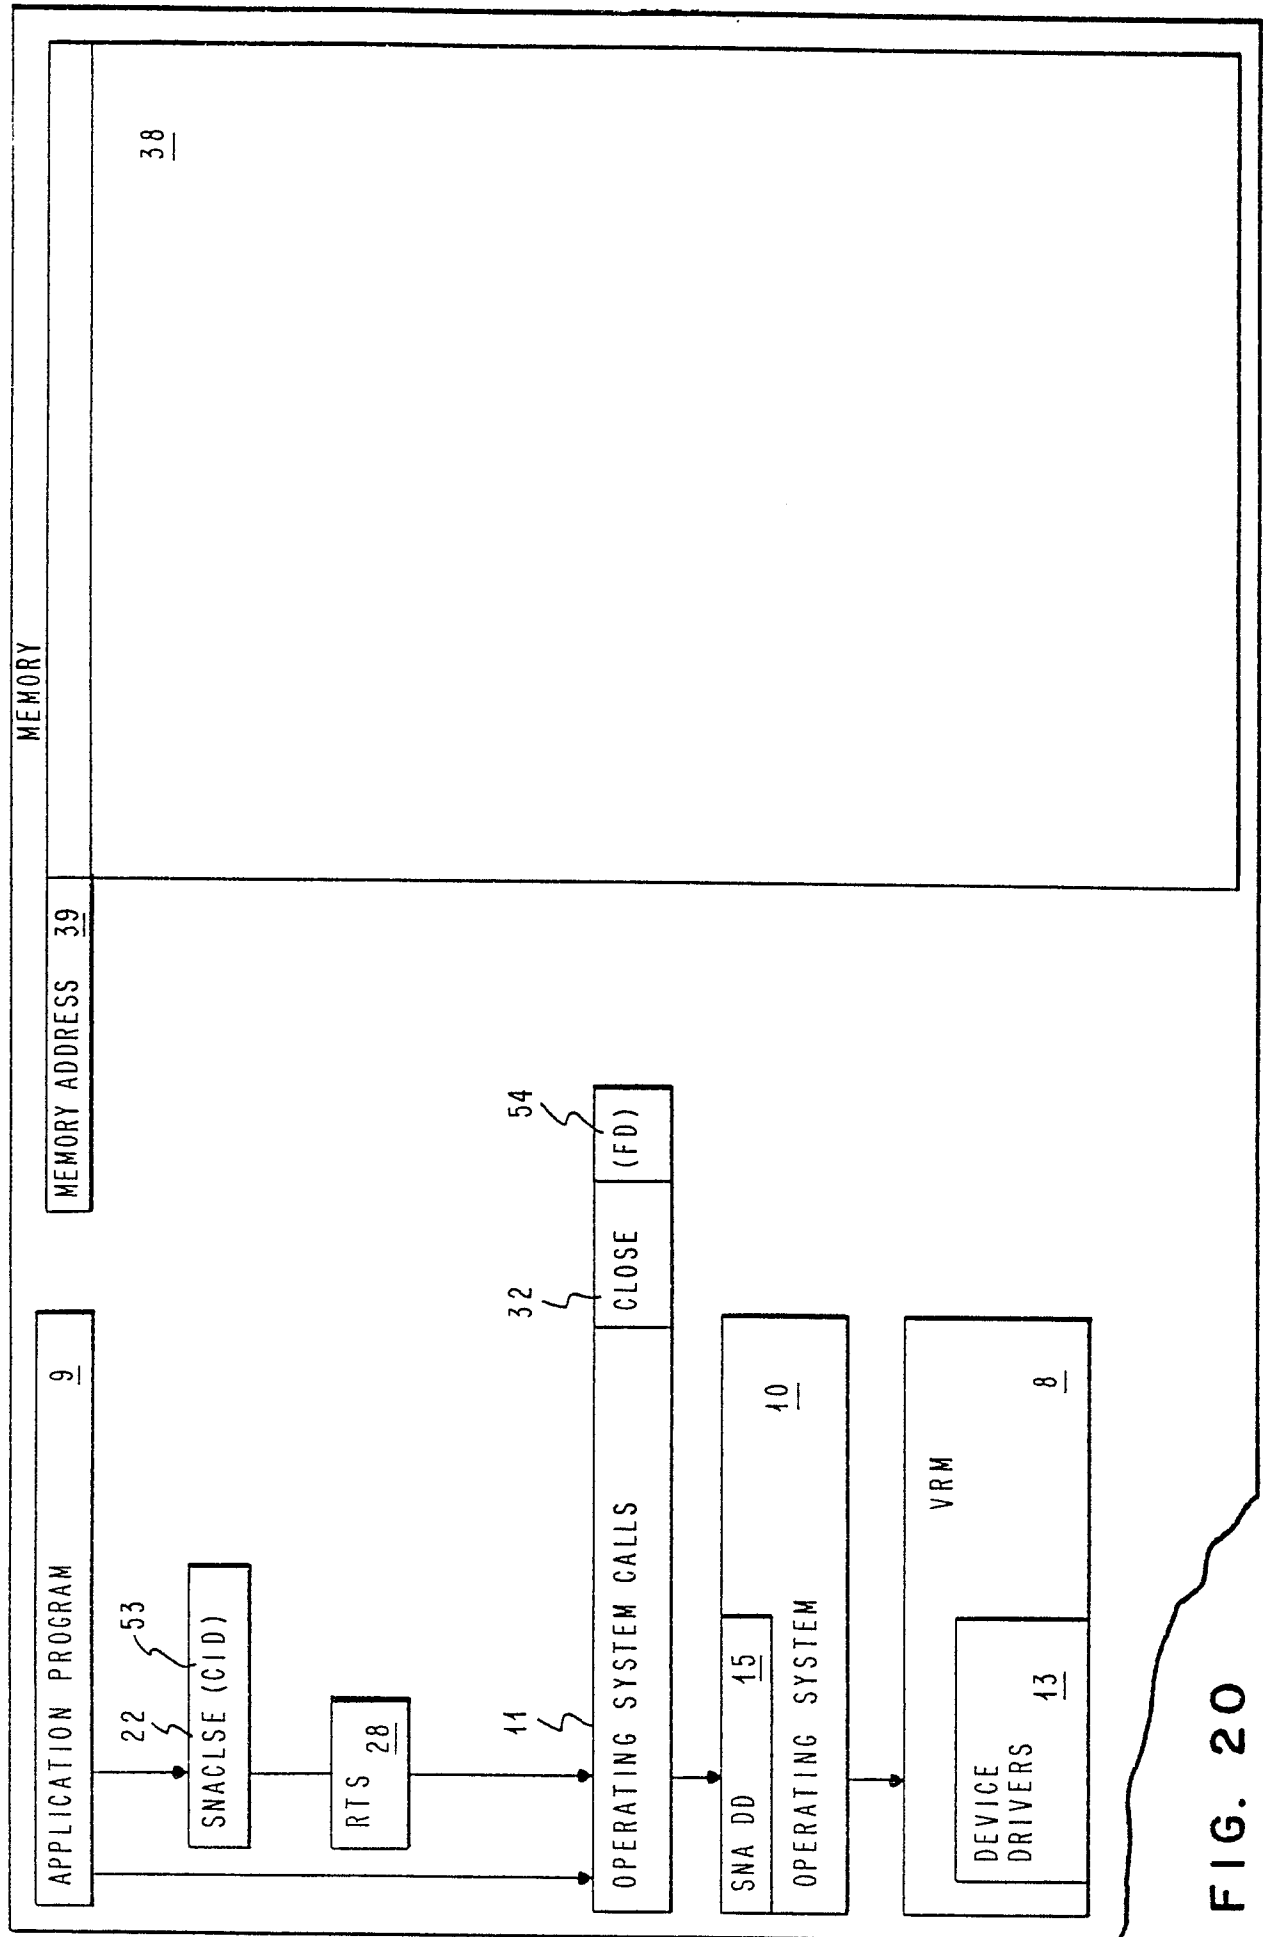 MEMORY
APPLICATION PROGRAM 9
MEMORY ADDRESS 39
38
22
53
SNACLSE (CID)
RTS 28
11
32
54
OPERATING SYSTEM CALLS
CLOSE
(FD)
SNA DD 15
10
OPERATING SYSTEM
VRM
DEVICE
DRIVERS
13
8
FIG. 20